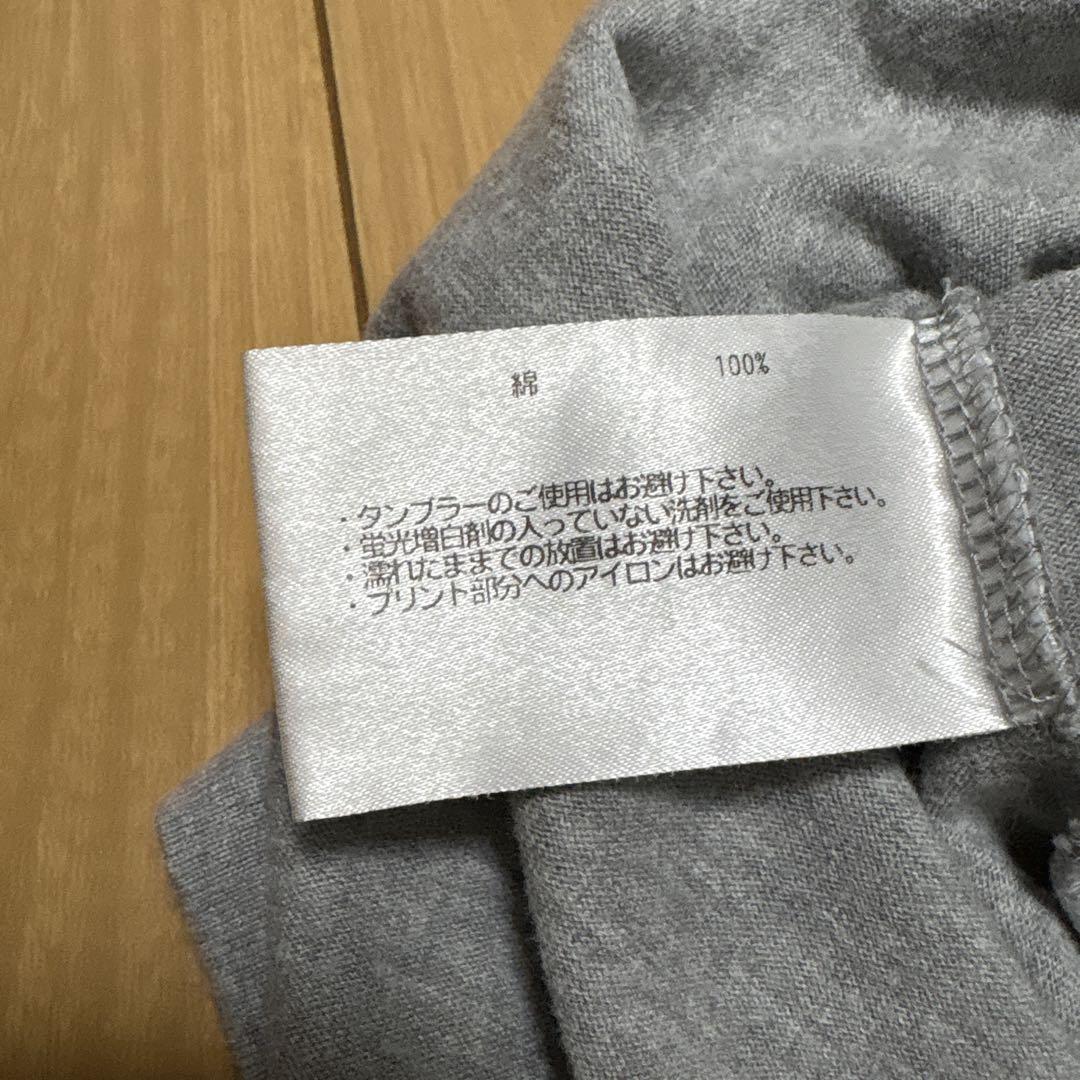 綿 100%
・タンブラーのご使用はお避け下さい。
・蛍光増白剤の入っていない洗剤をご使用下さい。
・濡れたままでの放置はお避け下さい。
・プリント部分へのアイロンはお避け下さい。